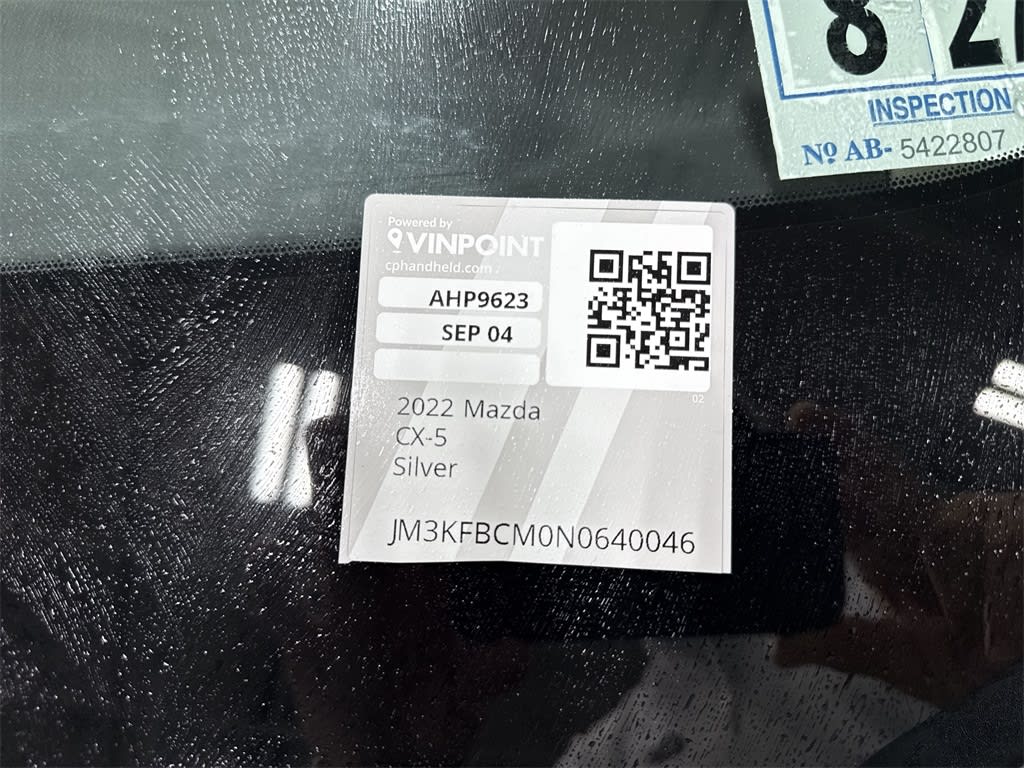 8
INSPECTION
Nº AB- 5422807
Powered by
VINPOINT
cphandheld.com
AHP9623
SEP 04
02
2022 Mazda
CX-5
Silver
JM3KFBCM0N0640046